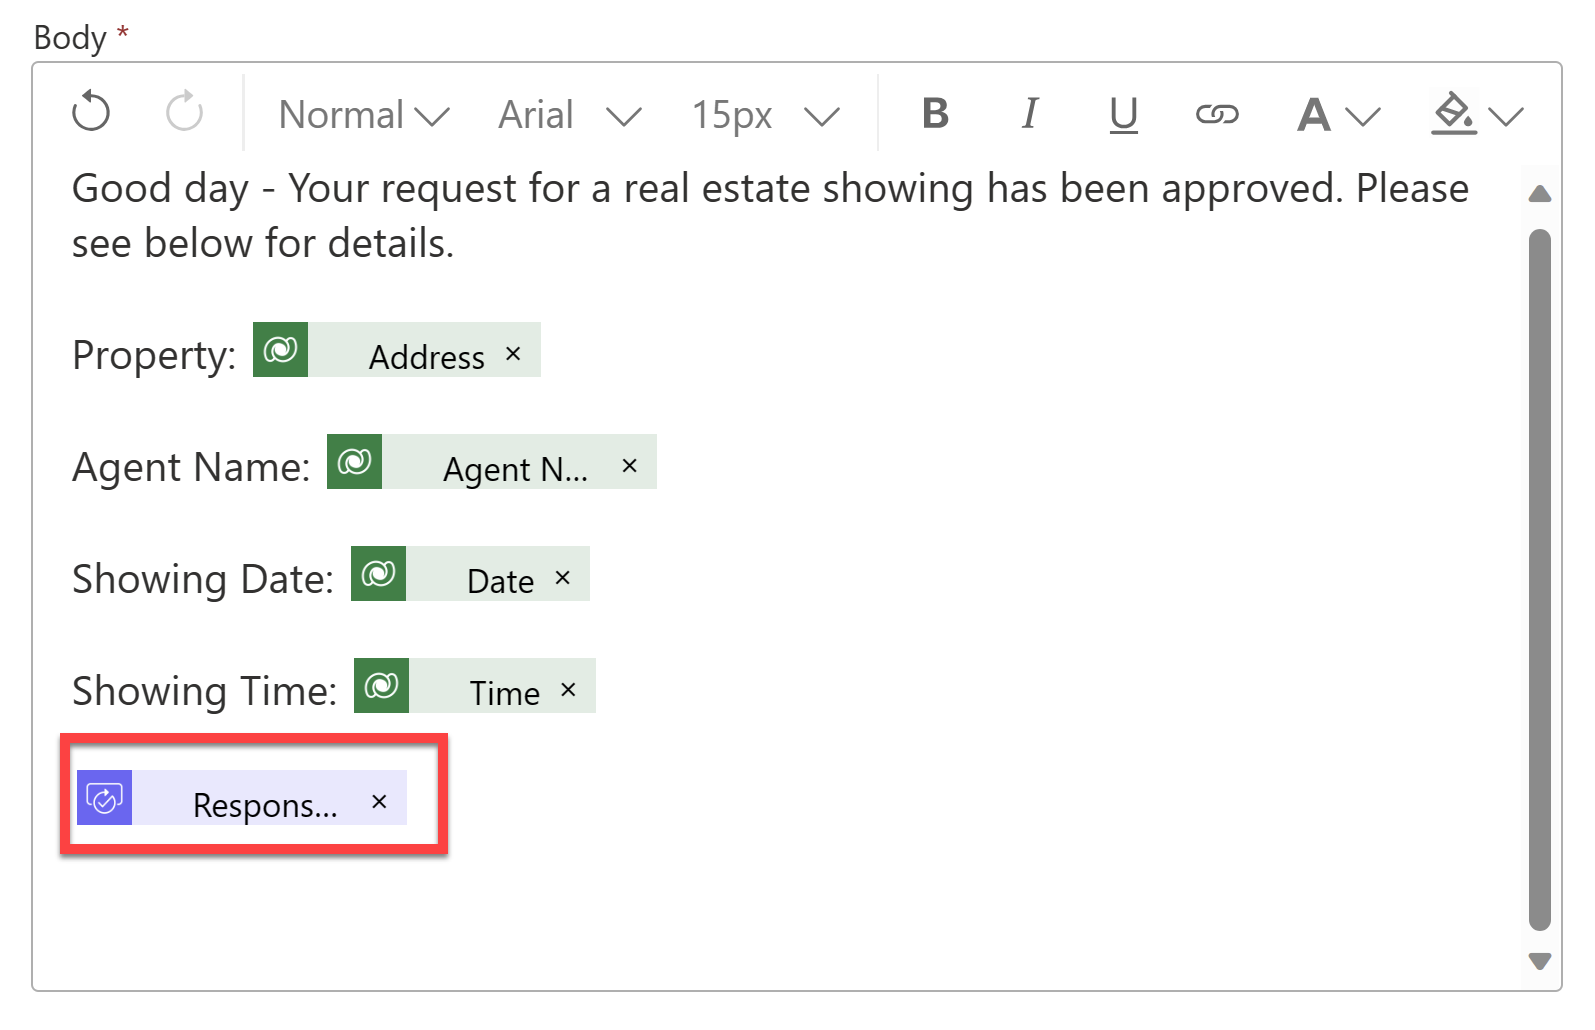 Body *
Normal Arial 15px B I U A
Good day - Your request for a real estate showing has been approved. Please
see below for details.
Property: Address ×
Agent Name: Agent N... ×
Showing Date: Date ×
Showing Time: Time ×
Respons... ×